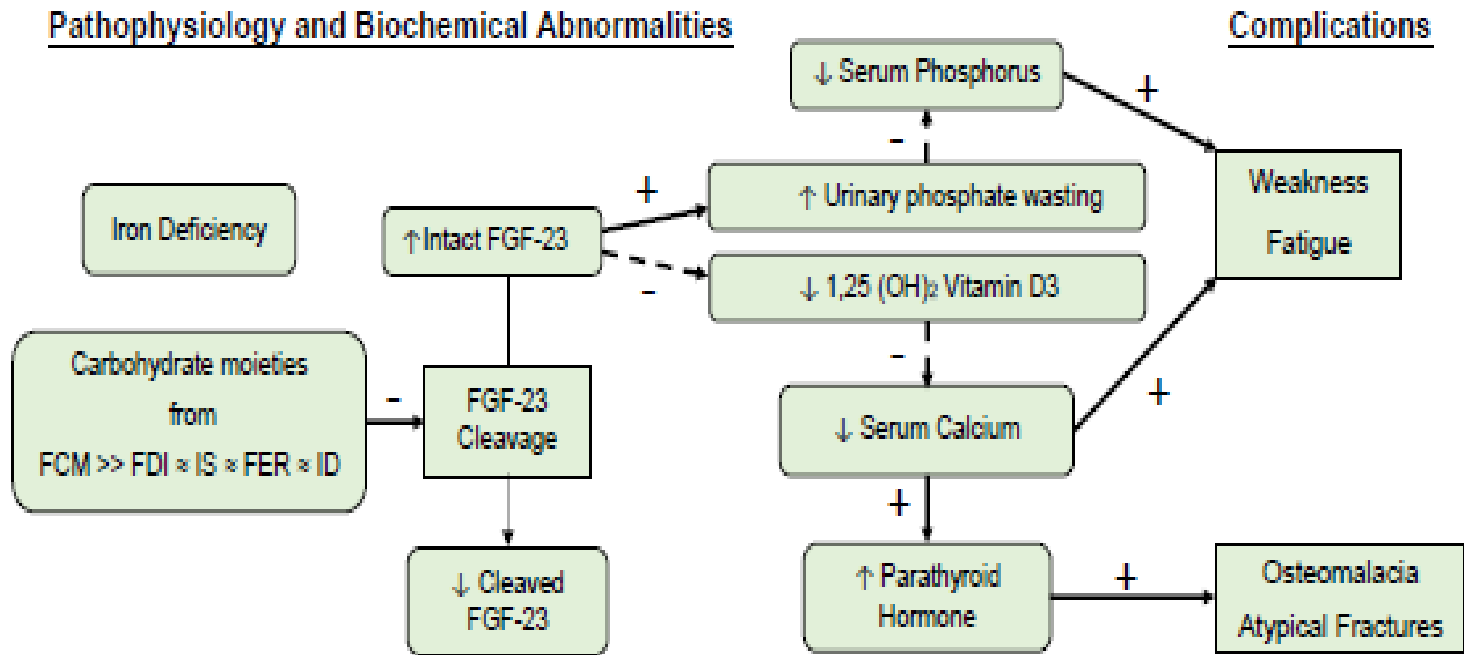 Pathophysiology and Biochemical Abnormalities
Complications
↓ Serum Phosphorus
+
-
Weakness
Fatigue
↑ Urinary phosphate wasting
+
Iron Deficiency
↑ Intact FGF-23
-
↓ 1,25 (OH)₂ Vitamin D3
-
Carbohydrate moieties
from
FCM >> FDI ≈ IS ≈ FER ≈ ID
-
FGF-23
Cleavage
↓ Serum Calcium
+
+
↓ Cleaved
FGF-23
↑ Parathyroid
Hormone
+
Osteomalacia
Atypical Fractures